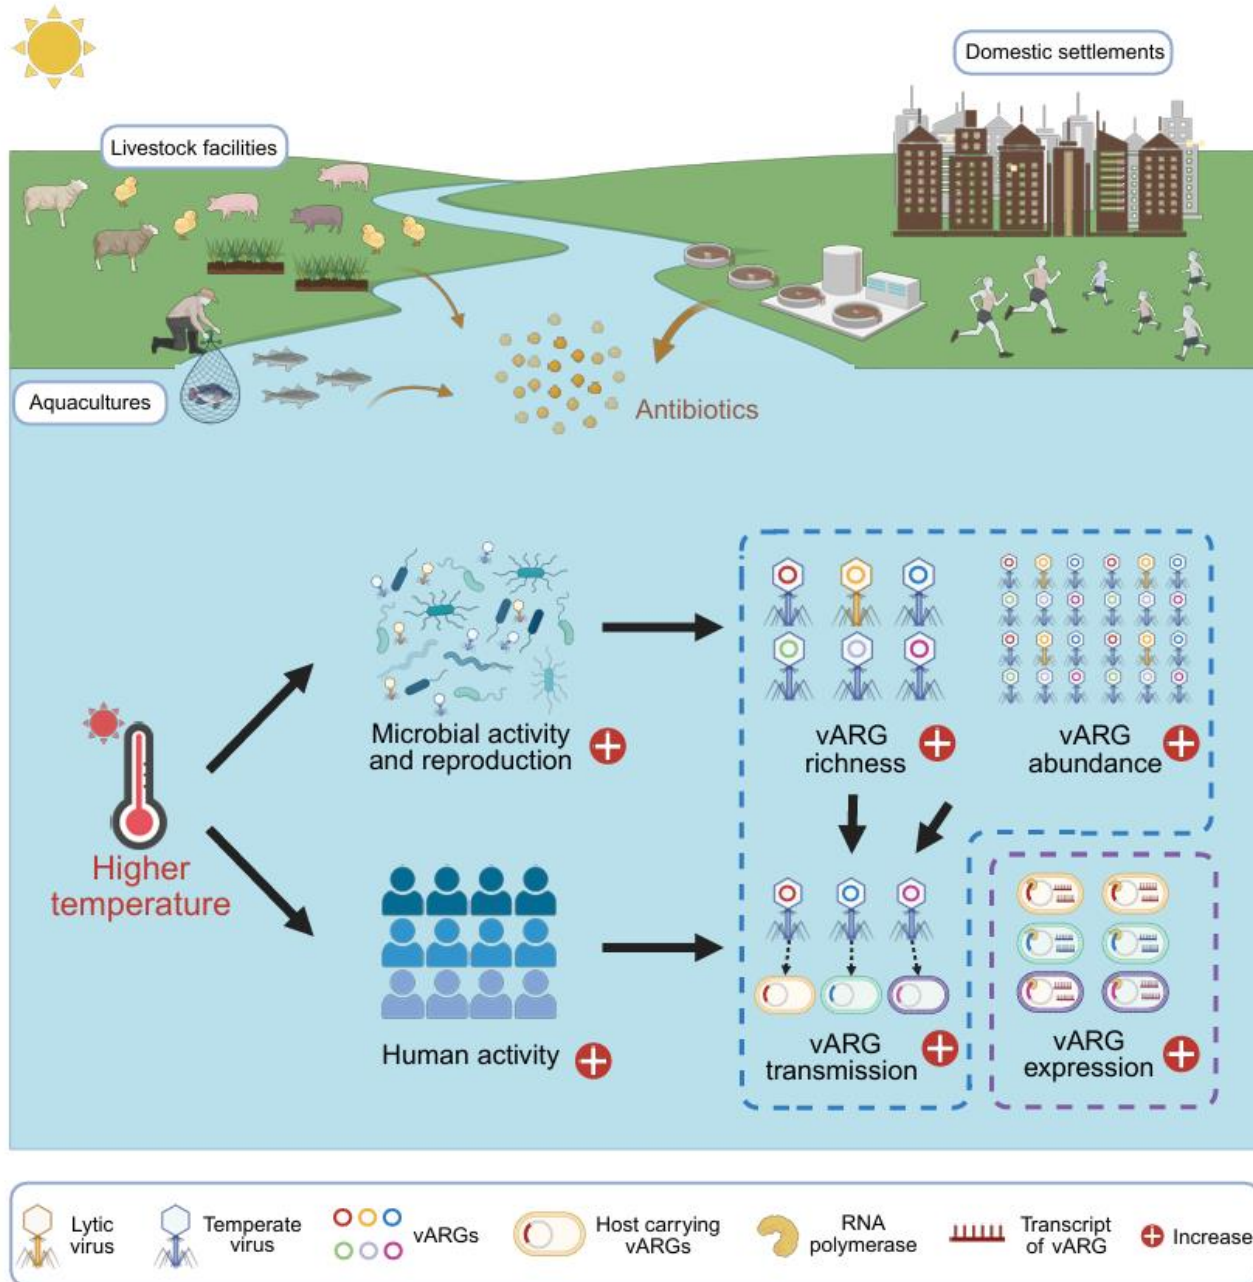 Domestic settlements
Livestock facilities
Aquacultures
Antibiotics
Microbial activity
and reproduction
vARG
richness
vARG
abundance
Higher
temperature
Human activity
vARG
transmission
vARG
expression
Lytic
virus
Temperate
virus
vARGs
Host carrying
vARGs
RNA
polymerase
Transcript
of vARG
Increase